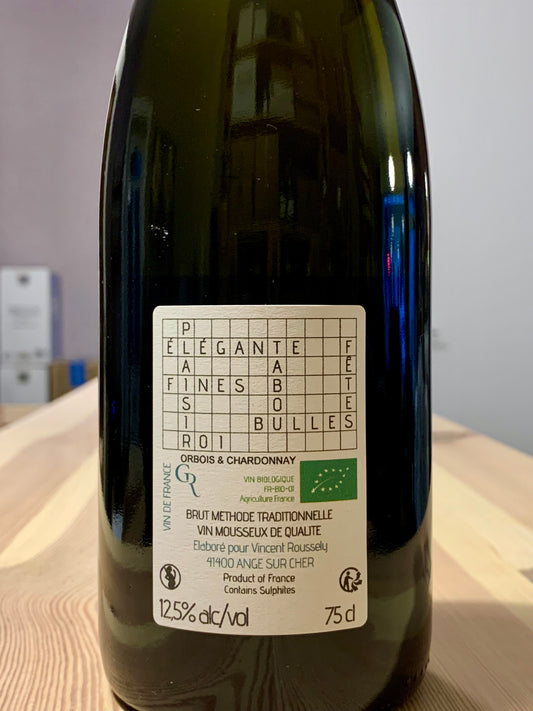 P
ÉLÉGANTE F
A A Ê
FINES B T
S O E
I BULLES
ROI
ORBOIS & CHARDONNAY
VIN DE FRANCE
GR
VIN BIOLOGIQUE
FR-BIO-01
Agriculture France
BRUT METHODE TRADITIONNELLE
VIN MOUSSEUX DE QUALITE
Elaboré pour Vincent Roussely
41400 ANGE SUR CHER
Product of France
Contains Sulphites
12,5% alc/vol 75 cl